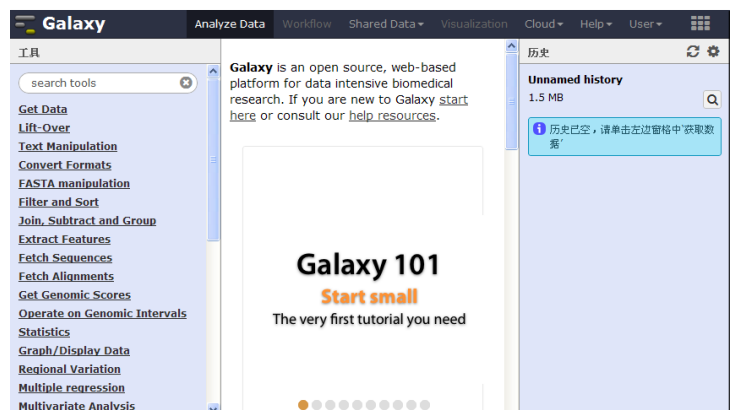 Galaxy
Analyze Data Workflow Shared Data Visualization Cloud Help User
工具
search tools
Get Data
Lift-Over
Text Manipulation
Convert Formats
FASTA manipulation
Filter and Sort
Join, Subtract and Group
Extract Features
Fetch Sequences
Fetch Alignments
Get Genomic Scores
Operate on Genomic Intervals
Statistics
Graph/Display Data
Regional Variation
Multiple regression
Multivariate Analysis
Galaxy is an open source, web-based
platform for data intensive biomedical
research. If you are new to Galaxy start
here or consult our help resources.
Galaxy 101
Start small
The very first tutorial you need
历史
Unnamed history
1.5 MB
历史已空，请单击左边窗格中‘获取数
据’